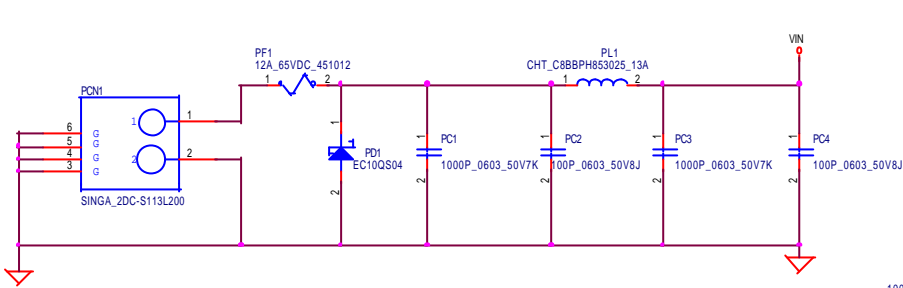 VIN
PF1
12A_65VDC_451012
1
2
PL1
CHT_C8BBPH853025_13A
1
2
PCN1
1
1
2
2
6
G
5
G
4
G
3
G
SINGA_2DC-S113L200
1
PD1
EC10QS04
2
1
PC1
1000P_0603_50V7K
2
1
PC2
100P_0603_50V8J
2
1
PC3
1000P_0603_50V7K
2
1
PC4
100P_0603_50V8J
2